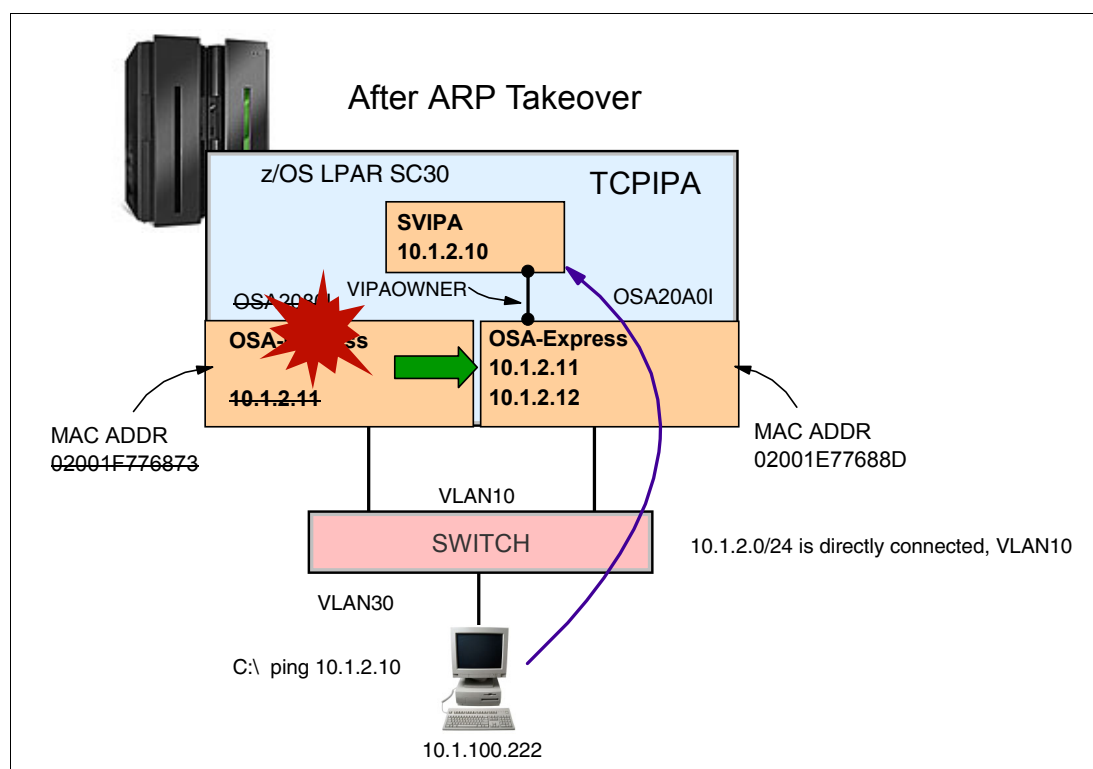 After ARP Takeover
z/OS LPAR SC30
TCPIPA
SVIPA
10.1.2.10
VIPAOWNER
OSA20A0I
OSA-Express
10.1.2.11
10.1.2.12
10.1.2.11
MAC ADDR
02001F776873
MAC ADDR
02001E77688D
VLAN10
SWITCH
10.1.2.0/24 is directly connected, VLAN10
VLAN30
C:\ ping 10.1.2.10
10.1.100.222